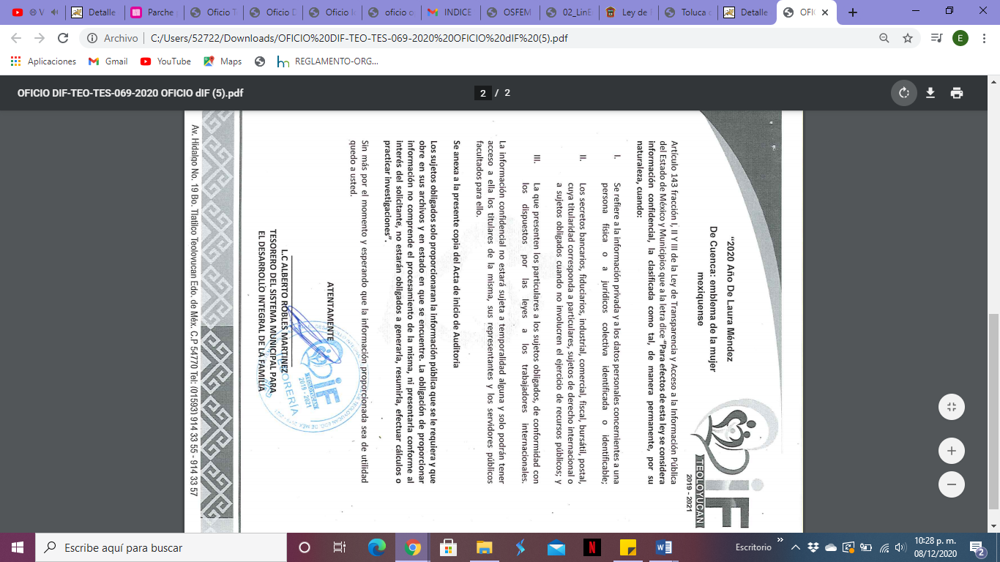 V
Detalle
Parche
Oficio T
Oficio D
Oficio
oficio o
INDICE
OSFEM
02_LinE
Ley de
Toluca
Detalle
OFI
Archivo C:/Users/52722/Downloads/OFICIO%20DIF-TEO-TES-069-2020%20OFICIO%20dIF%20(5).pdf
E
Aplicaciones Gmail YouTube Maps REGLAMENTO-ORG...
OFICIO DIF-TEO-TES-069-2020 OFICIO dIF (5).pdf
2 / 2
"2020 Año De Laura Méndez
De Cuenca: emblema de la mujer
mexiquense
DIF
TEOLOYUCAN
2019 - 2021
Artículo 143 fracción I, II Y III de la Ley de Transparencia y Acceso a la Información Pública
del Estado de México y Municipios que a la letra dice "Para efectos de esta ley se considera
información confidencial, la clasificada como tal, de manera permanente, por su
naturaleza, cuando:
I. Se refiere a la información privada y los datos personales concernientes a una
persona física o a jurídicos colectiva identificada o identificable;
II. Los secretos bancarios, fiduciarios, industrial, comercial, fiscal, bursátil, postal,
cuya titularidad corresponda a particulares, sujetos de derecho internacional o
a sujetos obligados cuando no involucren el ejercicio de recursos públicos; y
III. La que presenten los particulares a los sujetos obligados, de conformidad con
los dispuestos por las leyes a los trabajadores internacionales.
La información confidencial no estará sujeta a temporalidad alguna y solo podrán tener
acceso a ella los titulares de la misma, sus representantes y los servidores públicos
facultados para ello.
Se anexa a la presente copia del Acta de inicio de Auditoria
Los sujetos obligados solo proporcionaran la información pública que se le requiera y que
obre en sus archivos y en estado en que se encuentre. La obligación de proporcionar
información no comprende el procesamiento de la misma, ni presentarla conforme al
interés del solicitante, no estarán obligados a generarla, resumirla, efectuar cálculos o
practicar investigaciones".
Sin más por el momento y esperando que la información proporcionada sea de utilidad
quedo a usted.
ATENTAMENTE
L.C ALBERTO ROBLES MARTINEZ
TESORERO DEL SISTEMA MUNICIPAL PARA
EL DESARROLLO INTEGRAL DE LA FAMILIA
DIF
TEOLOYUCAN
2019 - 2021
Av. Hidalgo No. 19 Bo. Tlatilco Teoloyucan Edo. de Méx. C.P 54770 Tel: (01593) 914 33 55 - 914 33 57
Escribe aquí para buscar
Escritorio
10:28 p. m.
08/12/2020
2